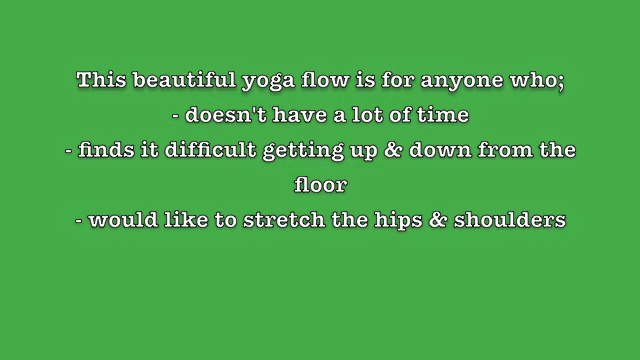 This beautiful yoga flow is for anyone who;
- doesn't have a lot of time
- finds it difficult getting up & down from the
floor
- would like to stretch the hips & shoulders